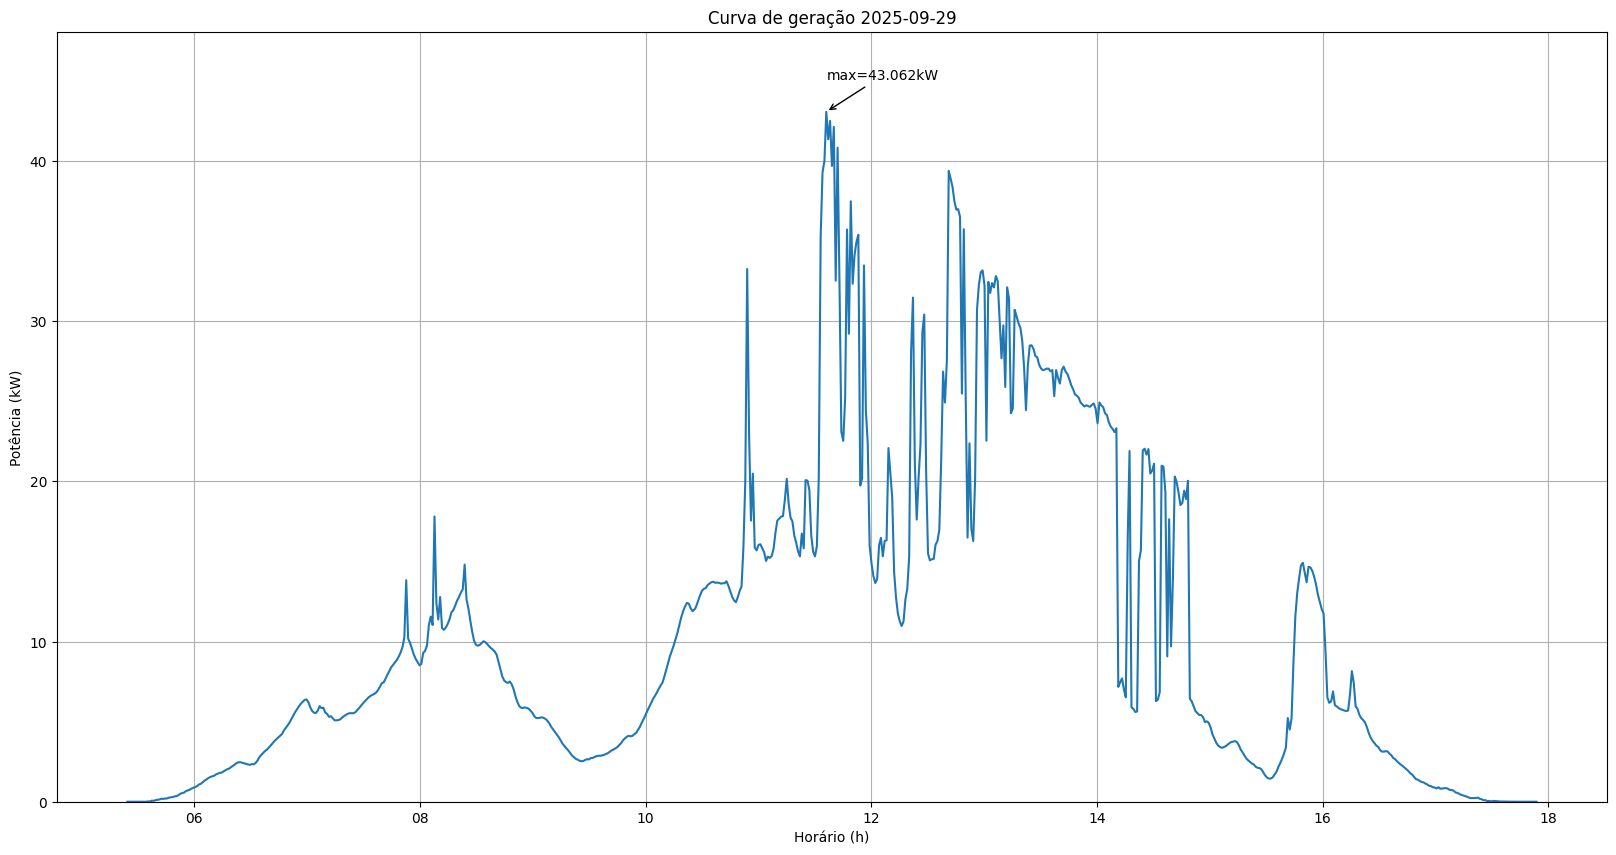 Curva de geração 2025-09-29
max=43.062kW
Potência (kW)
40
30
20
10
0
06 08 10 12 14 16 18
Horário (h)